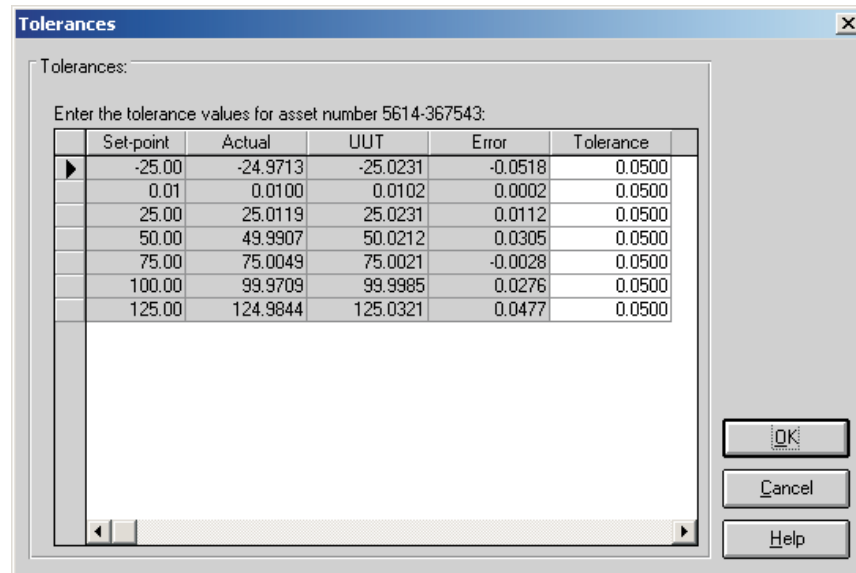 Tolerances
Tolerances:
Enter the tolerance values for asset number 5614-367543:
Set-point Actual UUT Error Tolerance
-25.00 -24.9713 -25.0231 -0.0518 0.0500
0.01 0.0100 0.0102 0.0002 0.0500
25.00 25.0119 25.0231 0.0112 0.0500
50.00 49.9907 50.0212 0.0305 0.0500
75.00 75.0049 75.0021 -0.0028 0.0500
100.00 99.9709 99.9985 0.0276 0.0500
125.00 124.9844 125.0321 0.0477 0.0500
OK
Cancel
Help